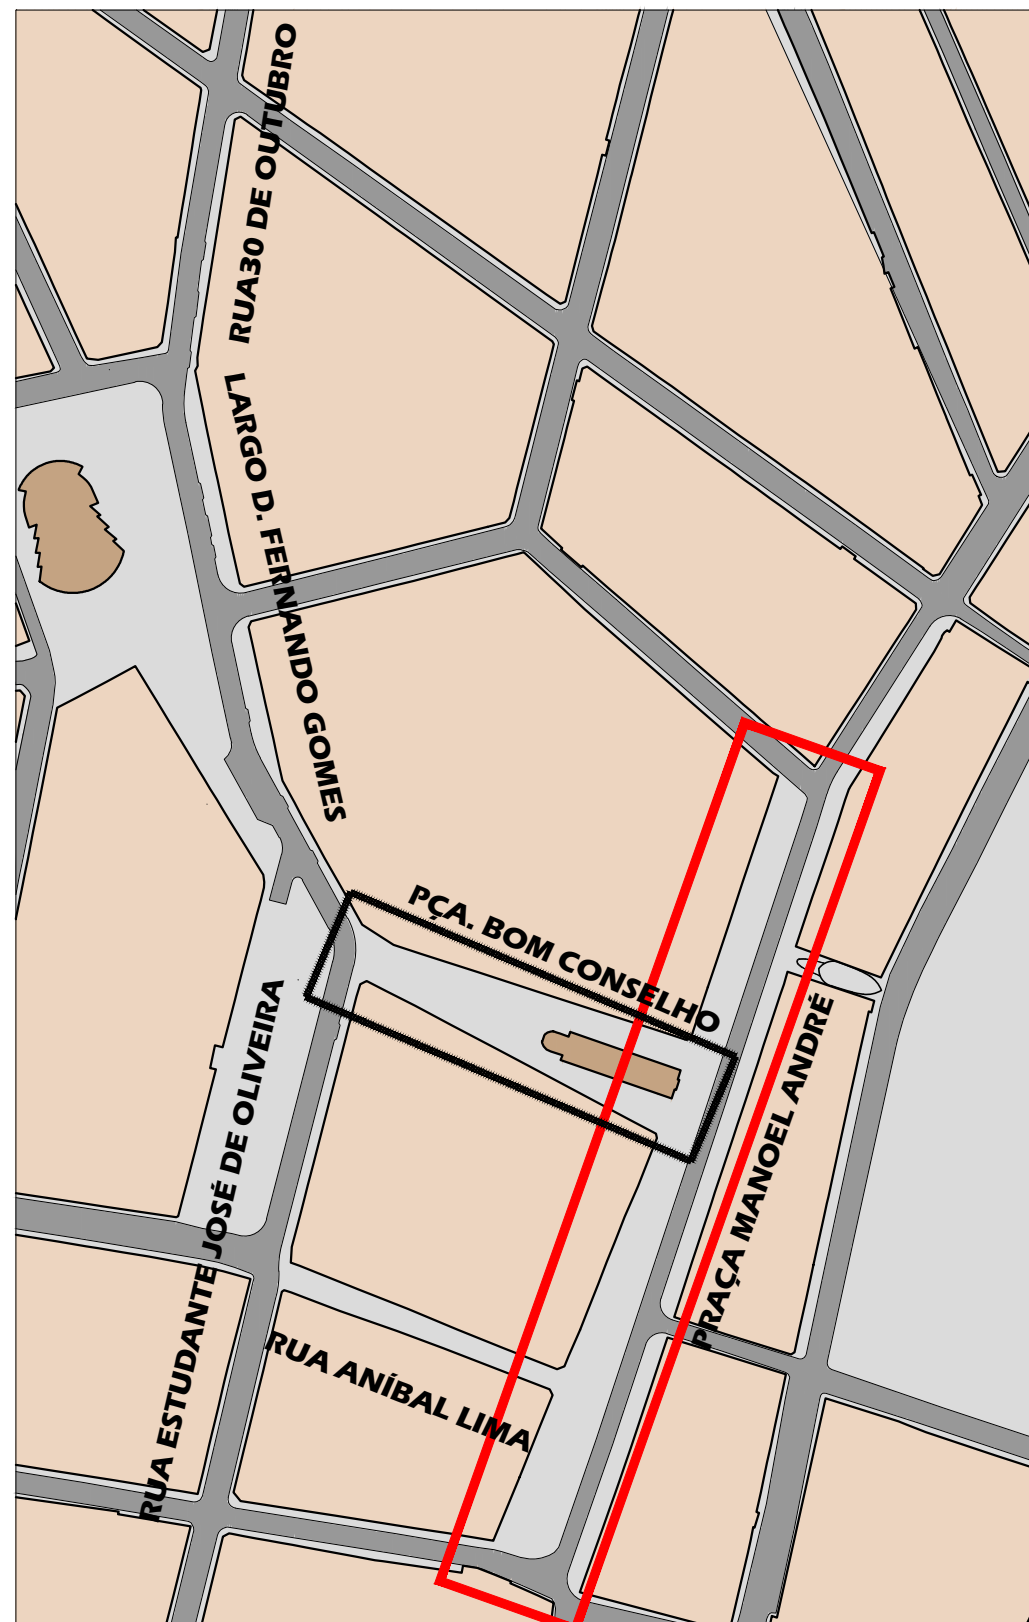 RUA30 DE OUTUBRO
LARGO D. FERNANDO GOMES
PÇA. BOM CONSELHO
RUA ESTUDANTE JOSÉ DE OLIVEIRA
PRAÇA MANOEL ANDRÉ
RUA ANÍBAL LIMA